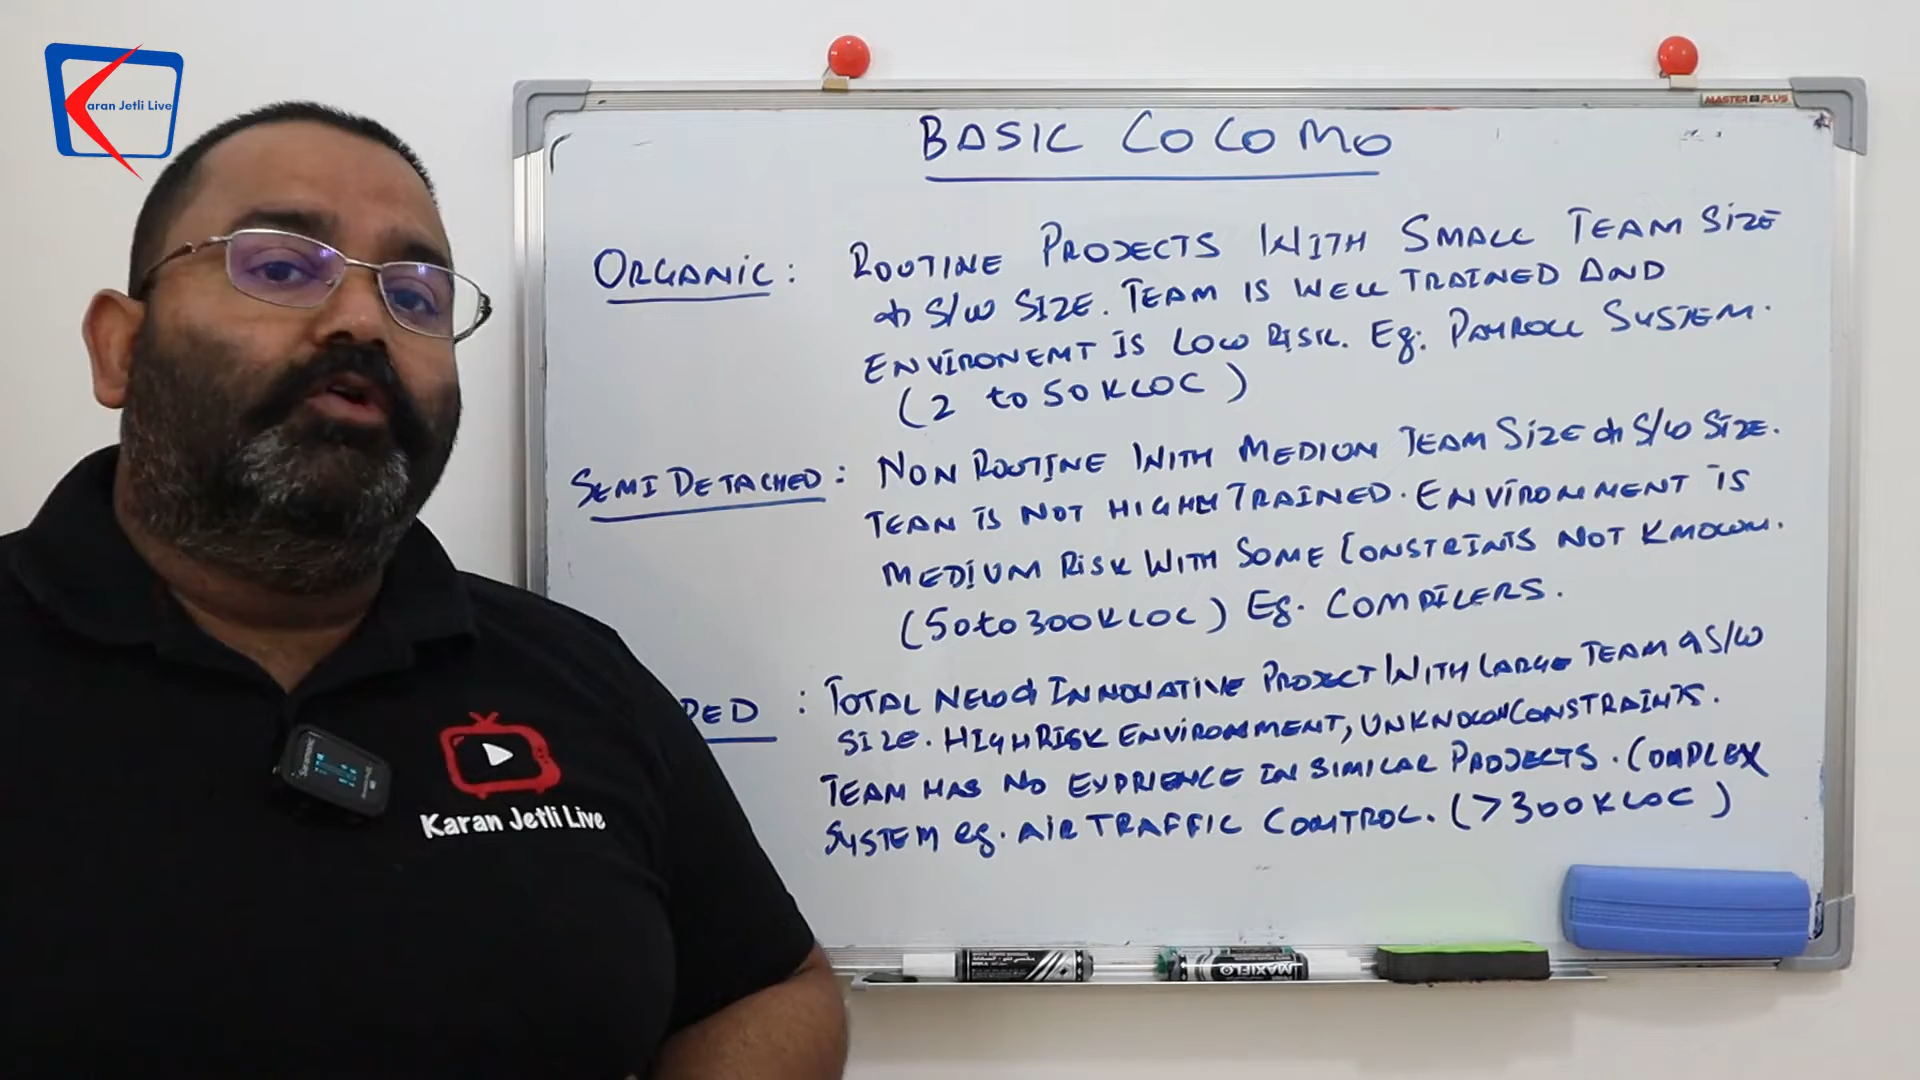 Karan Jetli Live
MASTER PLUS
BASIC COCOMO
ORGANIC : ROUTINE PROJECTS WITH SMALL TEAM SIZE
& S/W SIZE. TEAM IS WELL TRAINED AND
ENVIRONEMT IS LOW RISK. Eg: PAYROLL SYSTEM.
(2 to 50 KLOC)
SEMI DETACHED : NON ROUTINE WITH MEDIUM TEAM SIZE & S/W SIZE.
TEAM IS NOT HIGHLY TRAINED. ENVIRONMENT IS
MEDIUM RISK WITH SOME CONSTRINTS NOT KNOWN.
(50 to 300 KLOC) Eg. COMPILERS.
DED : TOTAL NEW & INNOVATIVE PROJECT WITH LARGE TEAM & S/W
SIZE. HIGH RISK ENVIRONMENT, UNKNOWN CONSTRAINTS.
TEAM HAS NO EXPRIENCE IN SIMILAR PROJECTS. COMPLEX
SYSTEM eg. AIR TRAFFIC CONTROL. (>300 KLOC)
Saramonic
Karan Jetli Live
MAXIFLO